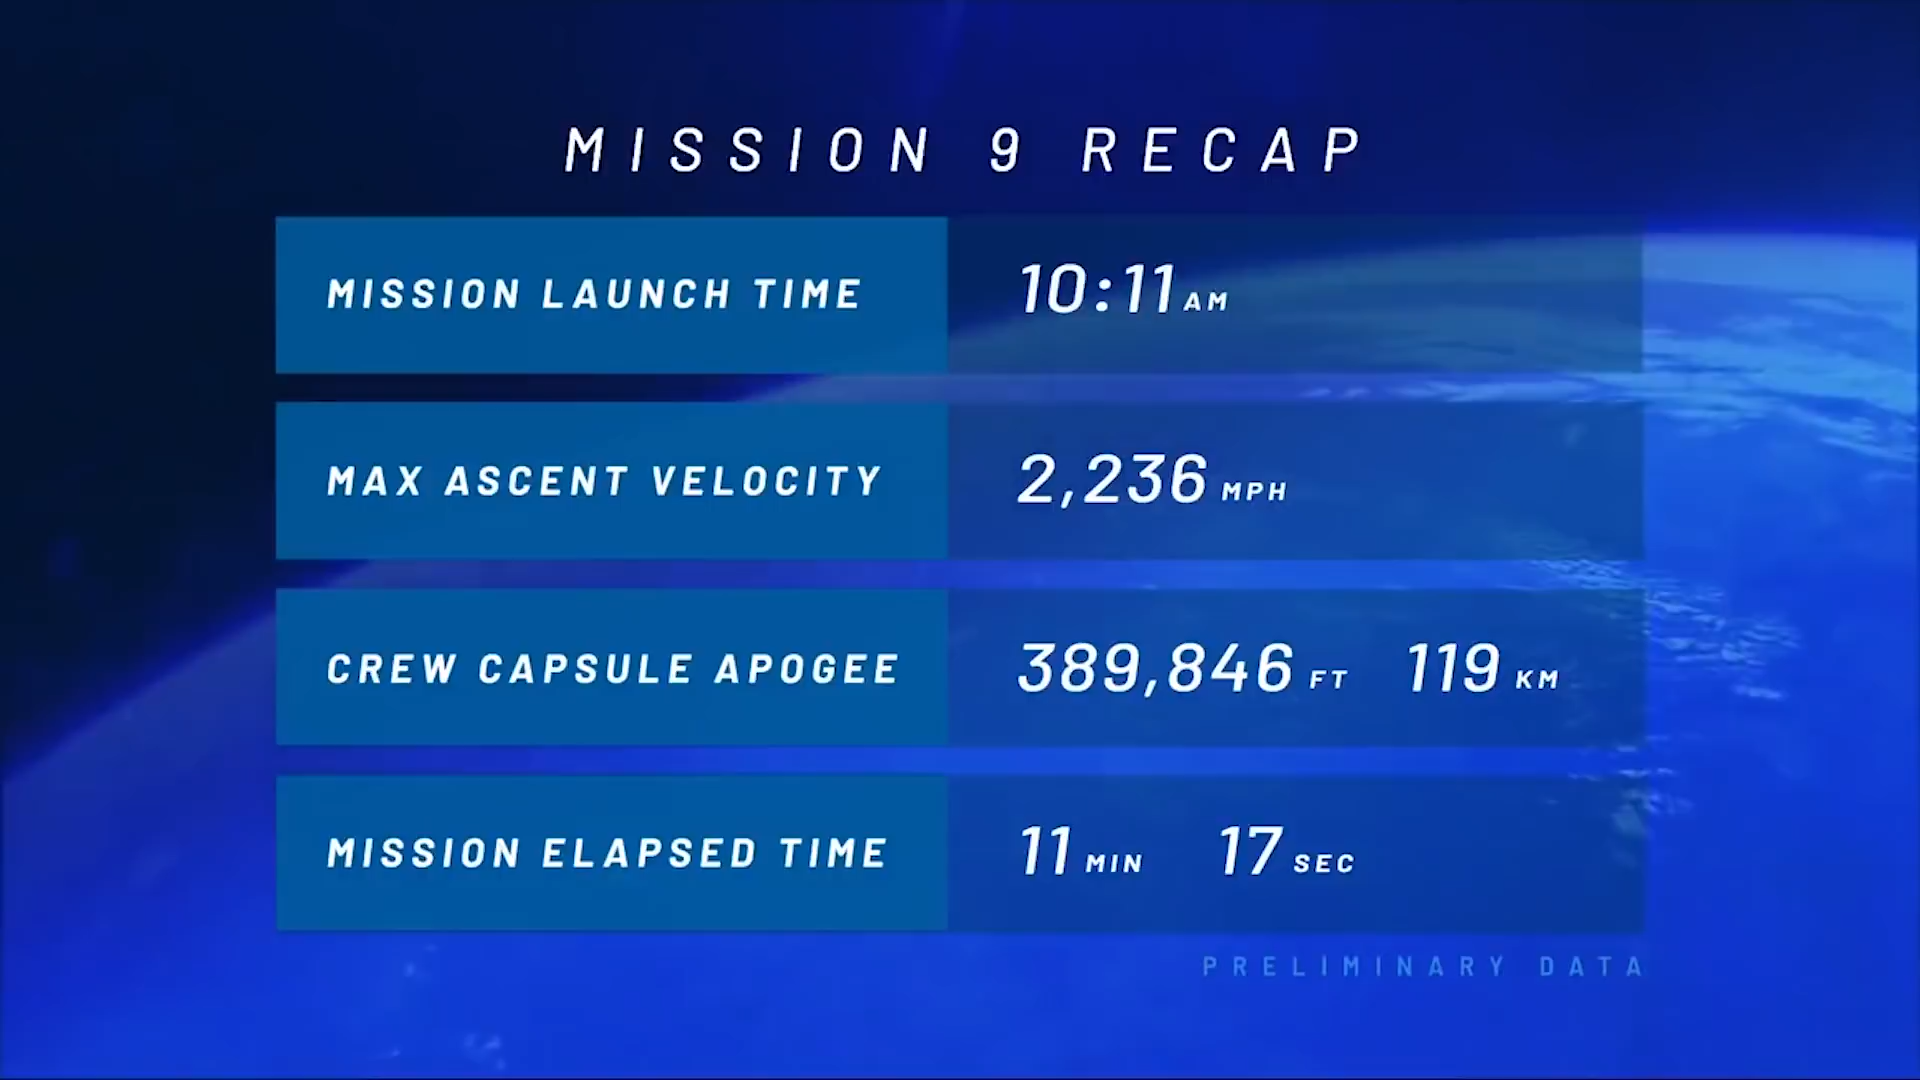 MISSION 9 RECAP
MISSION LAUNCH TIME 10:11 AM
MAX ASCENT VELOCITY 2,236 MPH
CREW CAPSULE APOGEE 389,846 FT 119 KM
MISSION ELAPSED TIME 11 MIN 17 SEC
PRELIMINARY DATA